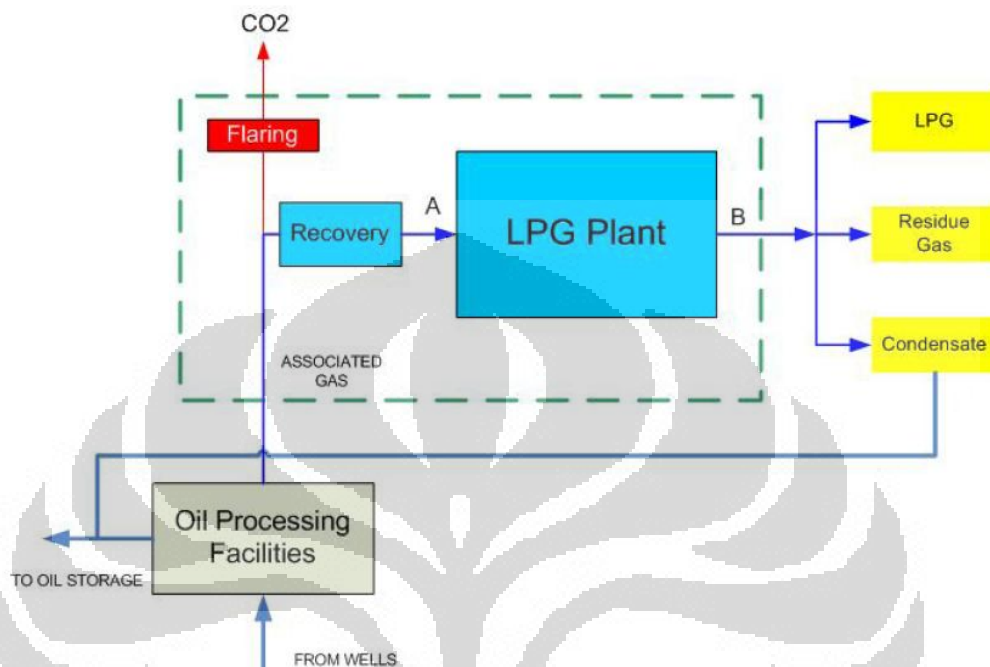 CO2
Flaring
LPG
Recovery
A
LPG Plant
B
Residue
Gas
Condensate
ASSOCIATED
GAS
Oil Processing
Facilities
TO OIL STORAGE
FROM WELLS